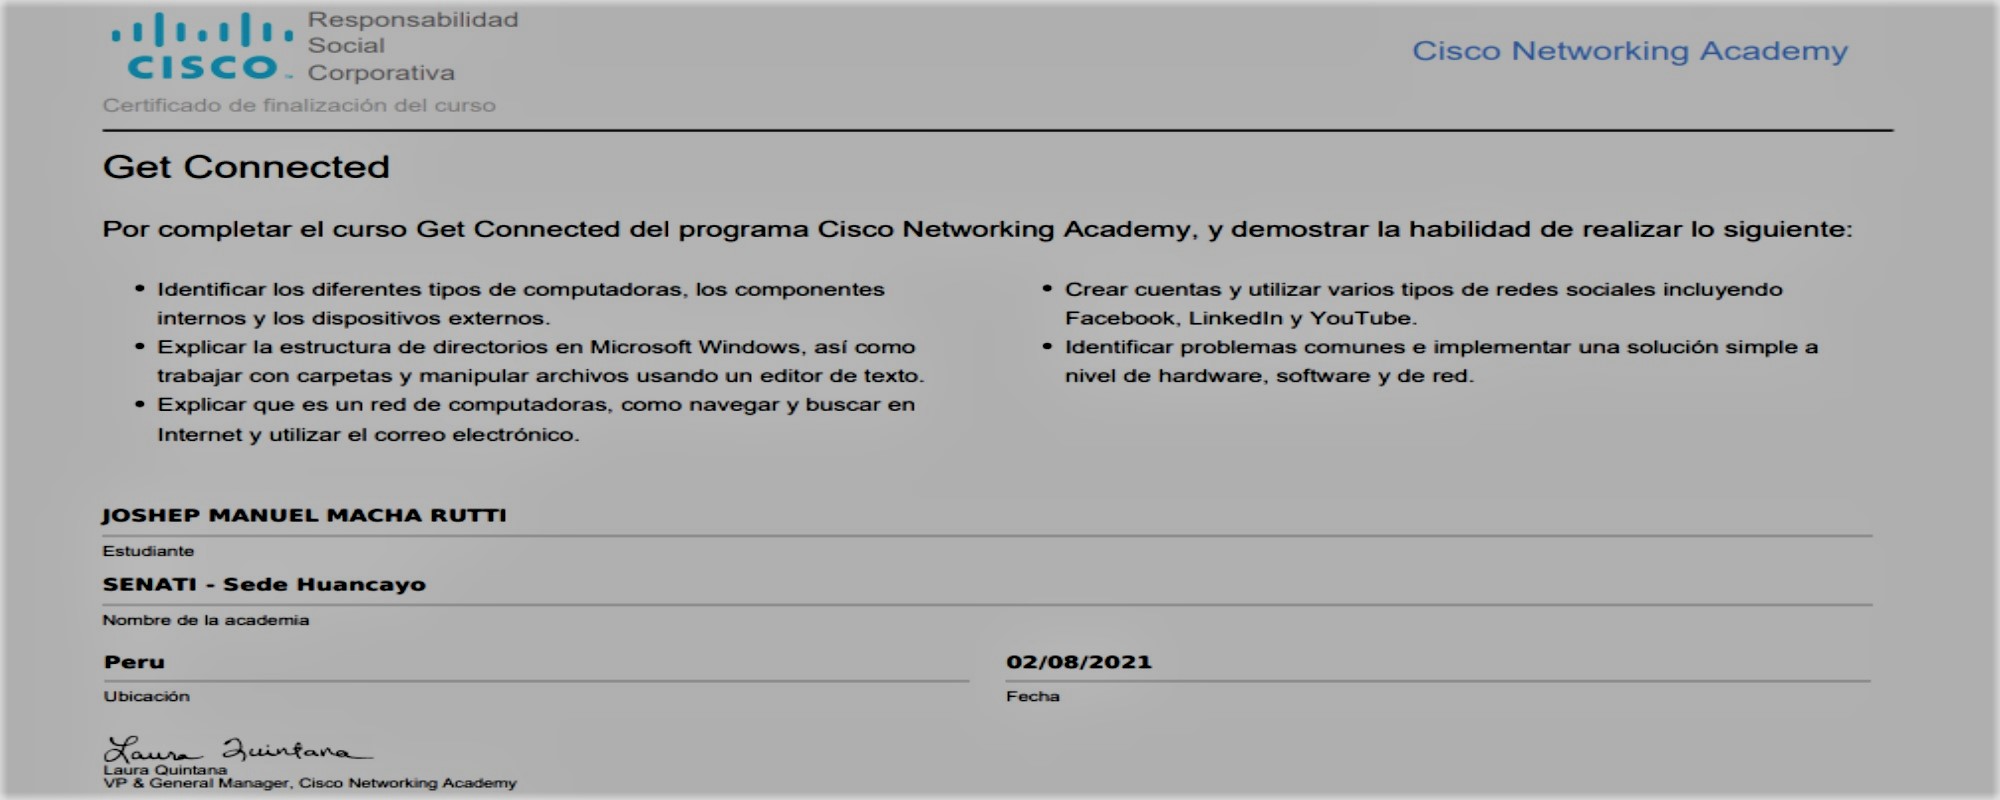 CISCO
Responsabilidad
Social
Corporativa
Cisco Networking Academy
Certificado de finalización del curso
Get Connected
Por completar el curso Get Connected del programa Cisco Networking Academy, y demostrar la habilidad de realizar lo siguiente:
• Identificar los diferentes tipos de computadoras, los componentes
internos y los dispositivos externos.
• Explicar la estructura de directorios en Microsoft Windows, así como
trabajar con carpetas y manipular archivos usando un editor de texto.
• Explicar que es un red de computadoras, como navegar y buscar en
Internet y utilizar el correo electrónico.
• Crear cuentas y utilizar varios tipos de redes sociales incluyendo
Facebook, LinkedIn y YouTube.
• Identificar problemas comunes e implementar una solución simple a
nivel de hardware, software y de red.
JOSHEP MANUEL MACHA RUTTI
Estudiante
SENATI - Sede Huancayo
Nombre de la academia
Peru
Ubicación
02/08/2021
Fecha
Laura Quintana
Laura Quintana
VP & General Manager, Cisco Networking Academy